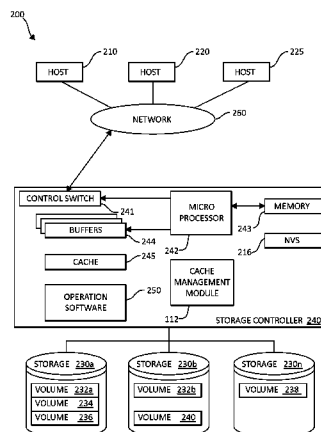 200
210
220
225
HOST
HOST
HOST
NETWORK
260
CONTROL SWITCH
241
MICRO
PROCESSOR
242
MEMORY
243
BUFFERS
244
NVS
216
CACHE
245
OPERATION
SOFTWARE
250
CACHE
MANAGEMENT
MODULE
112
STORAGE CONTROLLER 240
STORAGE 230a
VOLUME 232a
VOLUME 234
VOLUME 236
STORAGE 230b
VOLUME 232b
VOLUME 240
STORAGE 230n
VOLUME 238